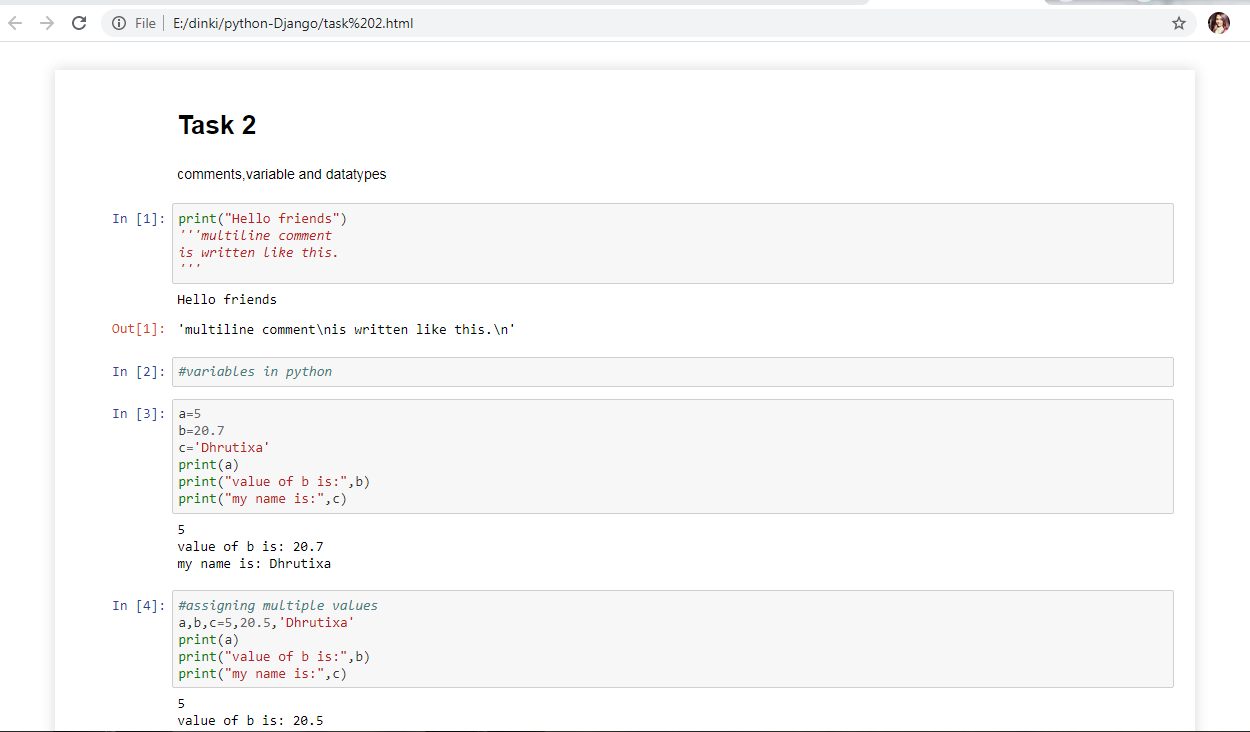 File
E:/dinki/python-Django/task%202.html
Task 2
comments,variable and datatypes
In [1]:
print("Hello friends")
'''multiline comment
is written like this.
'''
Hello friends
Out[1]:
'multiline comment\nis written like this.\n'
In [2]:
#variables in python
In [3]:
a=5
b=20.7
c='Dhrutixa'
print(a)
print("value of b is:",b)
print("my name is:",c)
5
value of b is: 20.7
my name is: Dhrutixa
In [4]:
#assigning multiple values
a,b,c=5,20.5,'Dhrutixa'
print(a)
print("value of b is:",b)
print("my name is:",c)
5
value of b is: 20.5